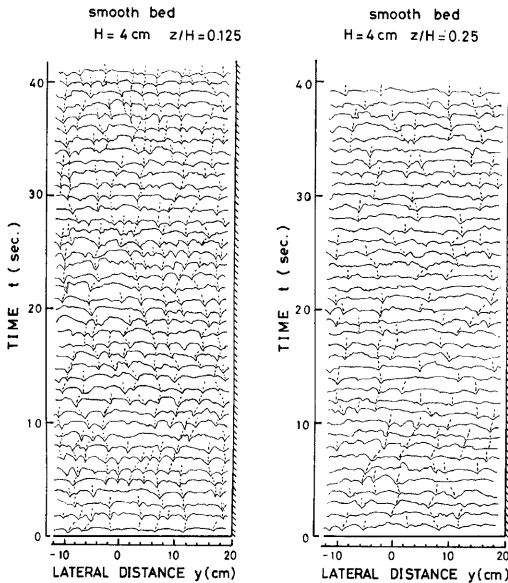 smooth bed
H = 4 cm z/H = 0.125
40
30
20
10
0
TIME t ( sec.)
-10 0 10 20
LATERAL DISTANCE y(cm)
smooth bed
H = 4 cm z/H = 0.25
40
30
20
10
0
TIME t ( sec.)
-10 0 10 20
LATERAL DISTANCE y(cm)